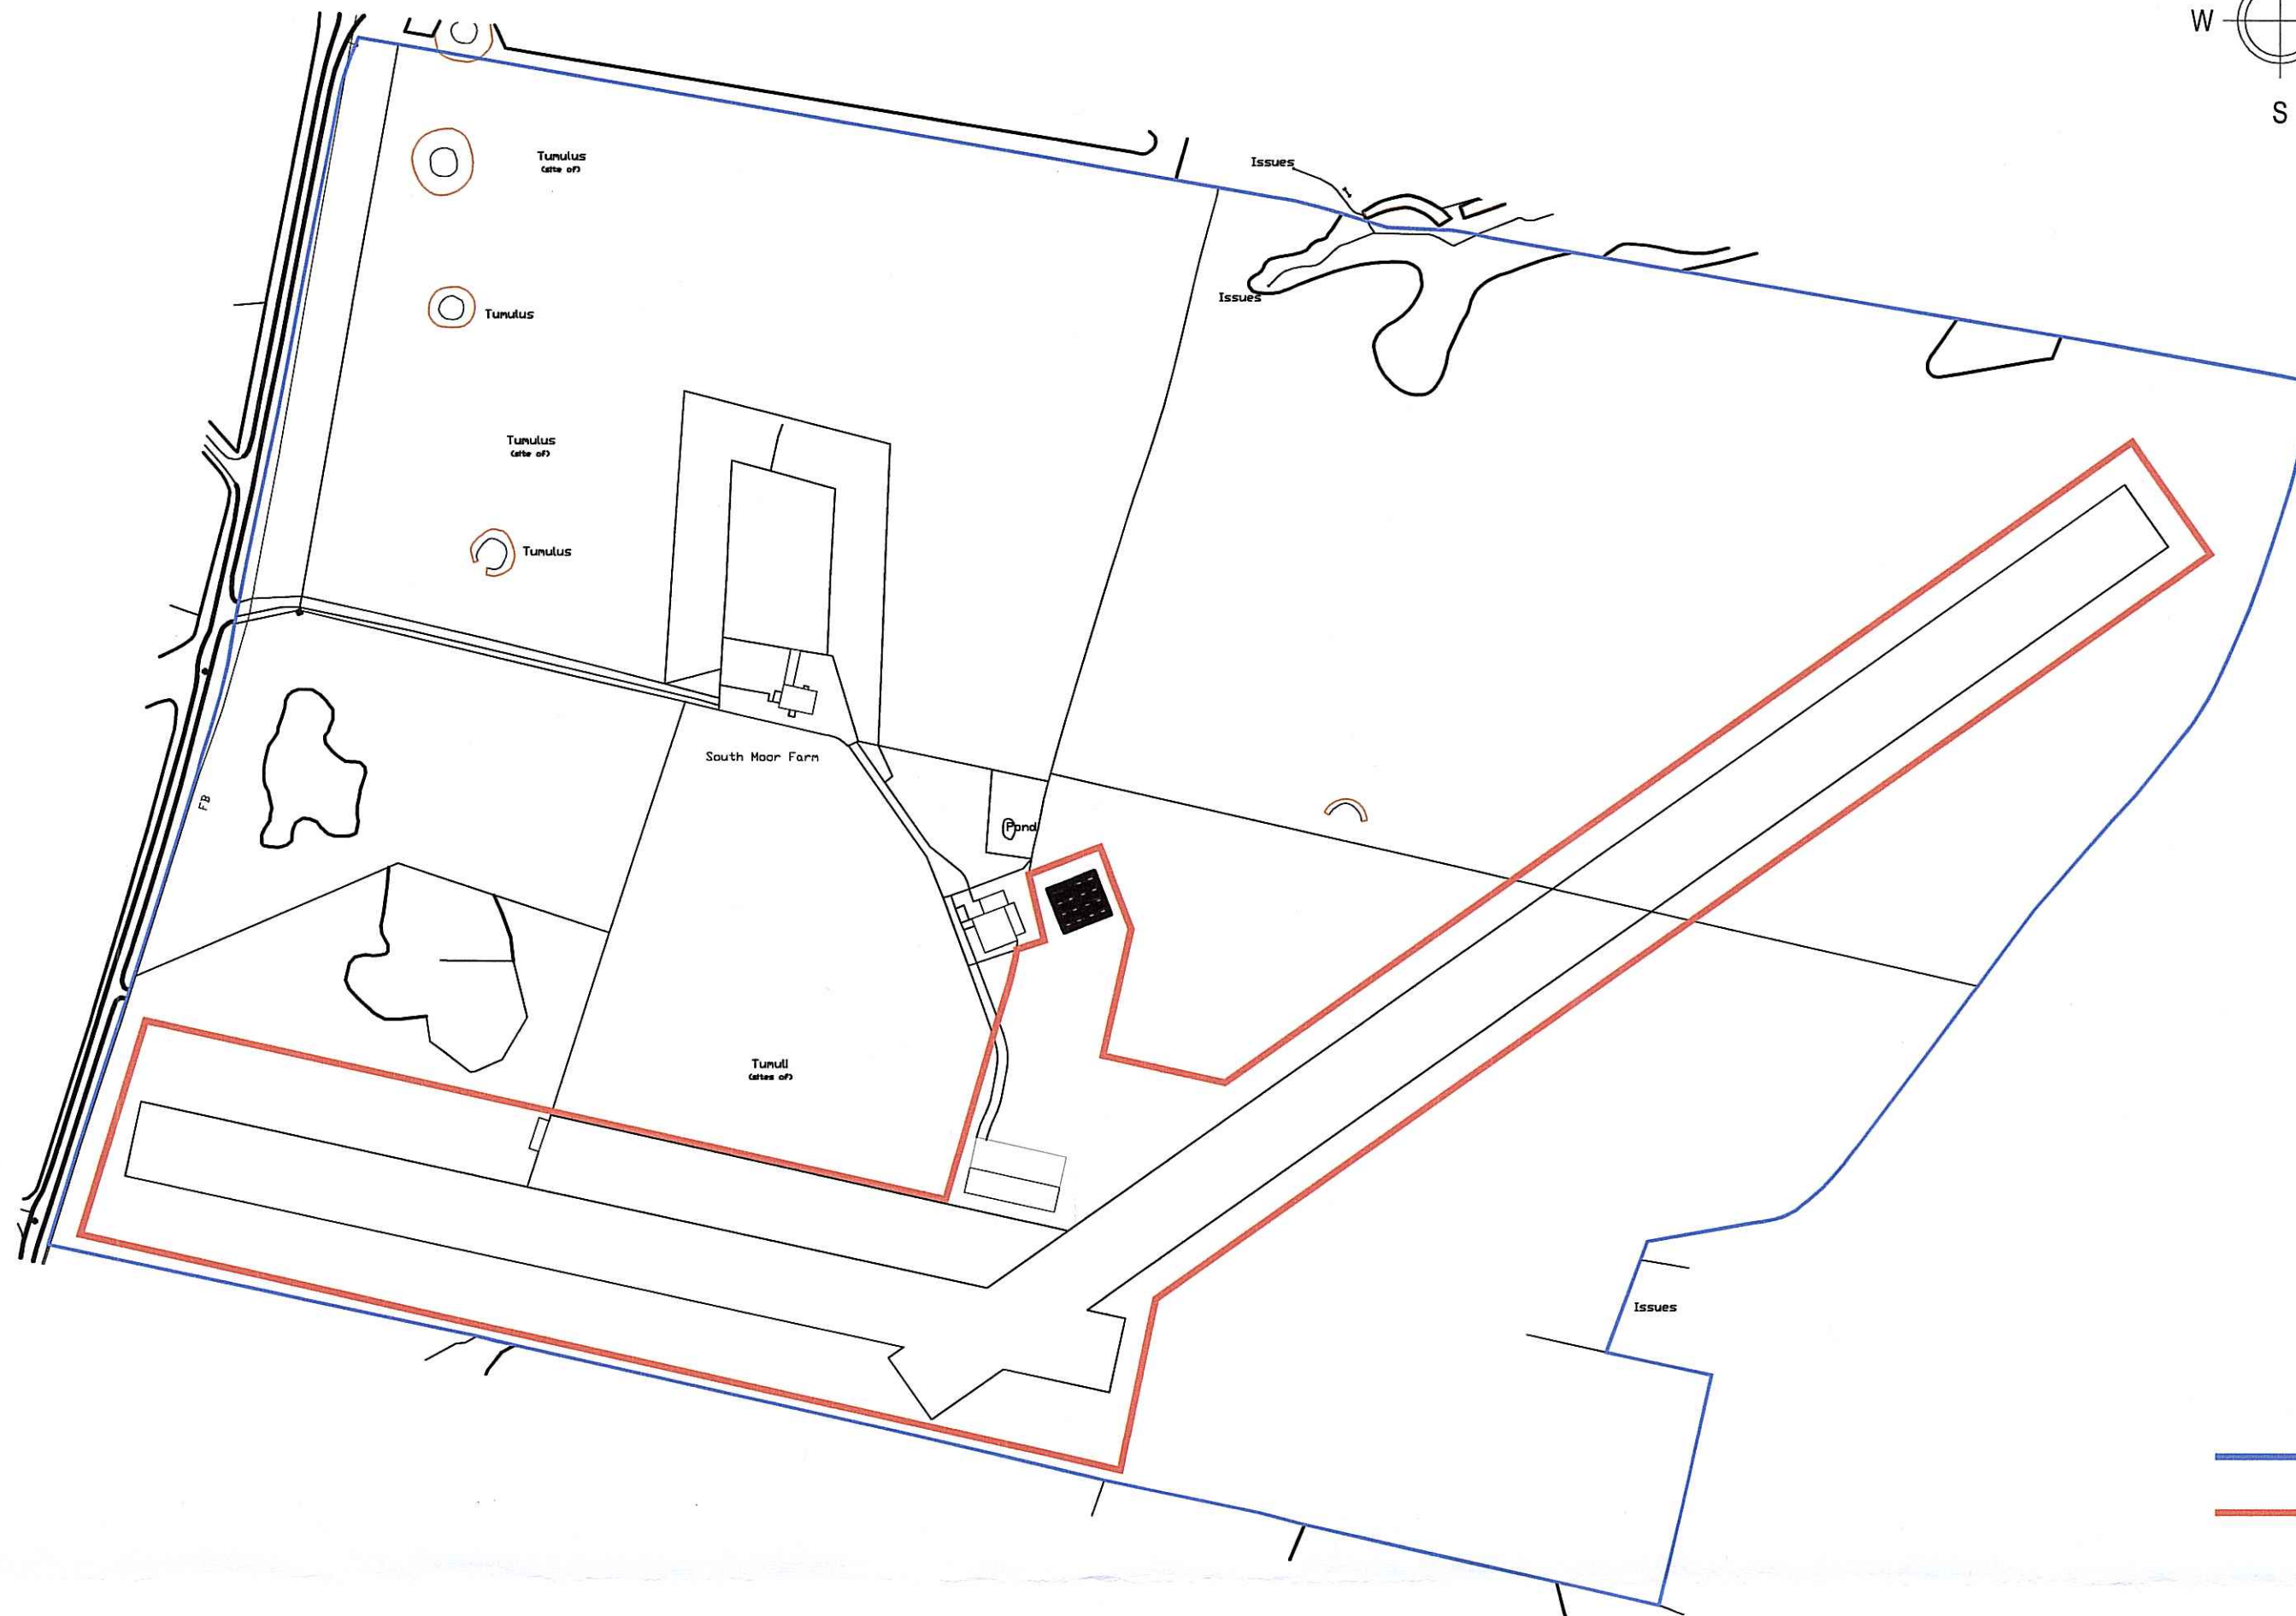 W
S
Issues
Tumulus
(site of)
Issues
Tumulus
Tumulus
(site of)
Tumulus
South Moor Farm
FB
Pond
Tumuli
(sites of)
Issues